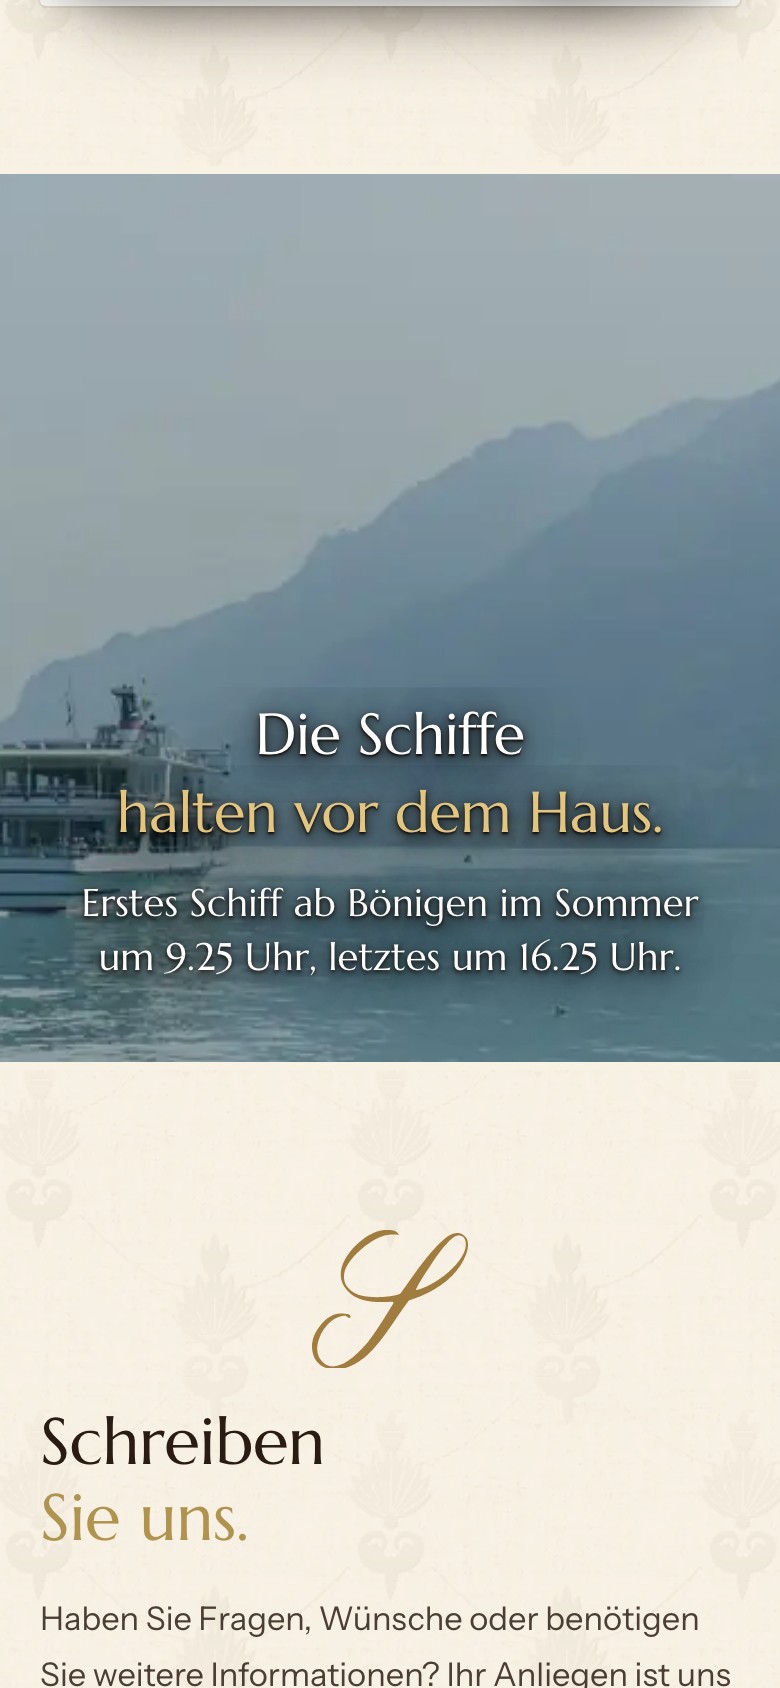 Die Schiffe
halten vor dem Haus.
Erstes Schiff ab Bönigen im Sommer
um 9.25 Uhr, letztes um 16.25 Uhr.
S
Schreiben
Sie uns.
Haben Sie Fragen, Wünsche oder benötigen
Sie weitere Informationen? Ihr Anliegen ist uns